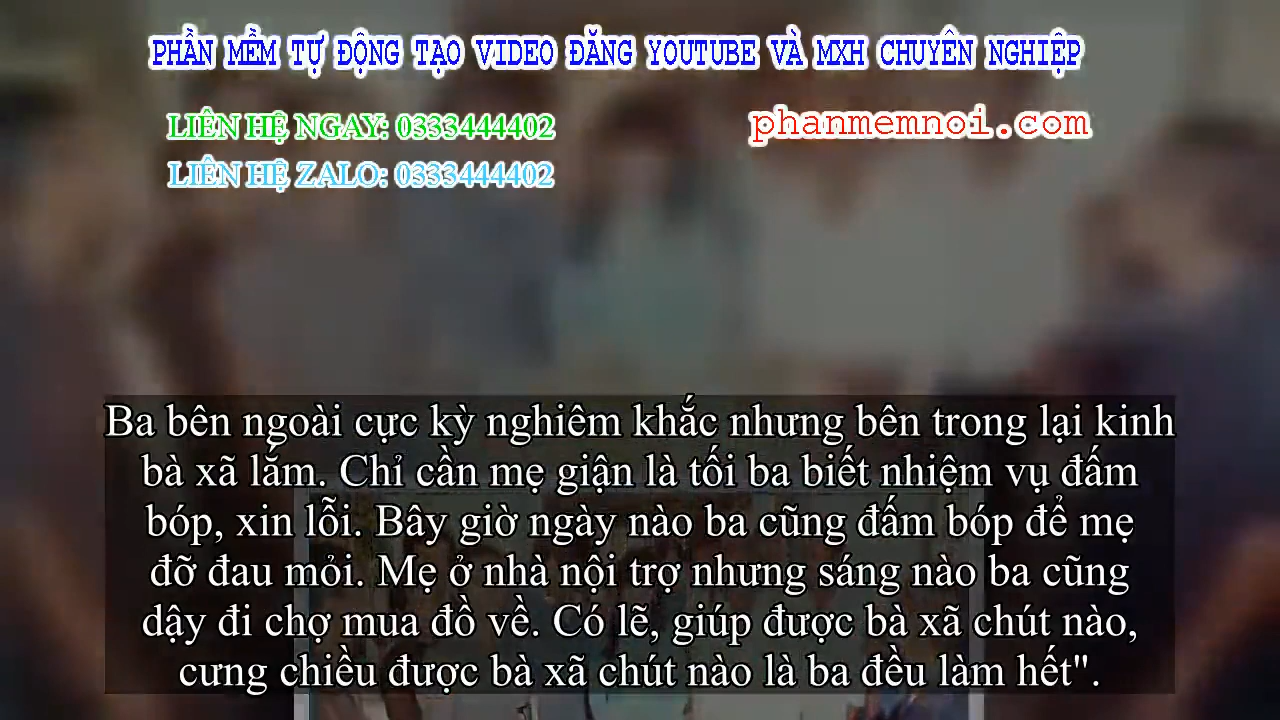 PHẦN MỀM TỰ ĐỘNG TẠO VIDEO ĐĂNG YOUTUBE VÀ MXH CHUYÊN NGHIỆP
LIÊN HỆ NGAY: 0333444402
phanmemnoi.com
LIÊN HỆ ZALO: 0333444402
Ba bên ngoài cực kỳ nghiêm khắc nhưng bên trong lại kinh
bà xã lắm. Chỉ cần mẹ giận là tối ba biết nhiệm vụ đấm
bóp, xin lỗi. Bây giờ ngày nào ba cũng đấm bóp để mẹ
đỡ đau mỏi. Mẹ ở nhà nội trợ nhưng sáng nào ba cũng
dậy đi chợ mua đồ về. Có lẽ, giúp được bà xã chút nào,
cưng chiều được bà xã chút nào là ba đều làm hết".